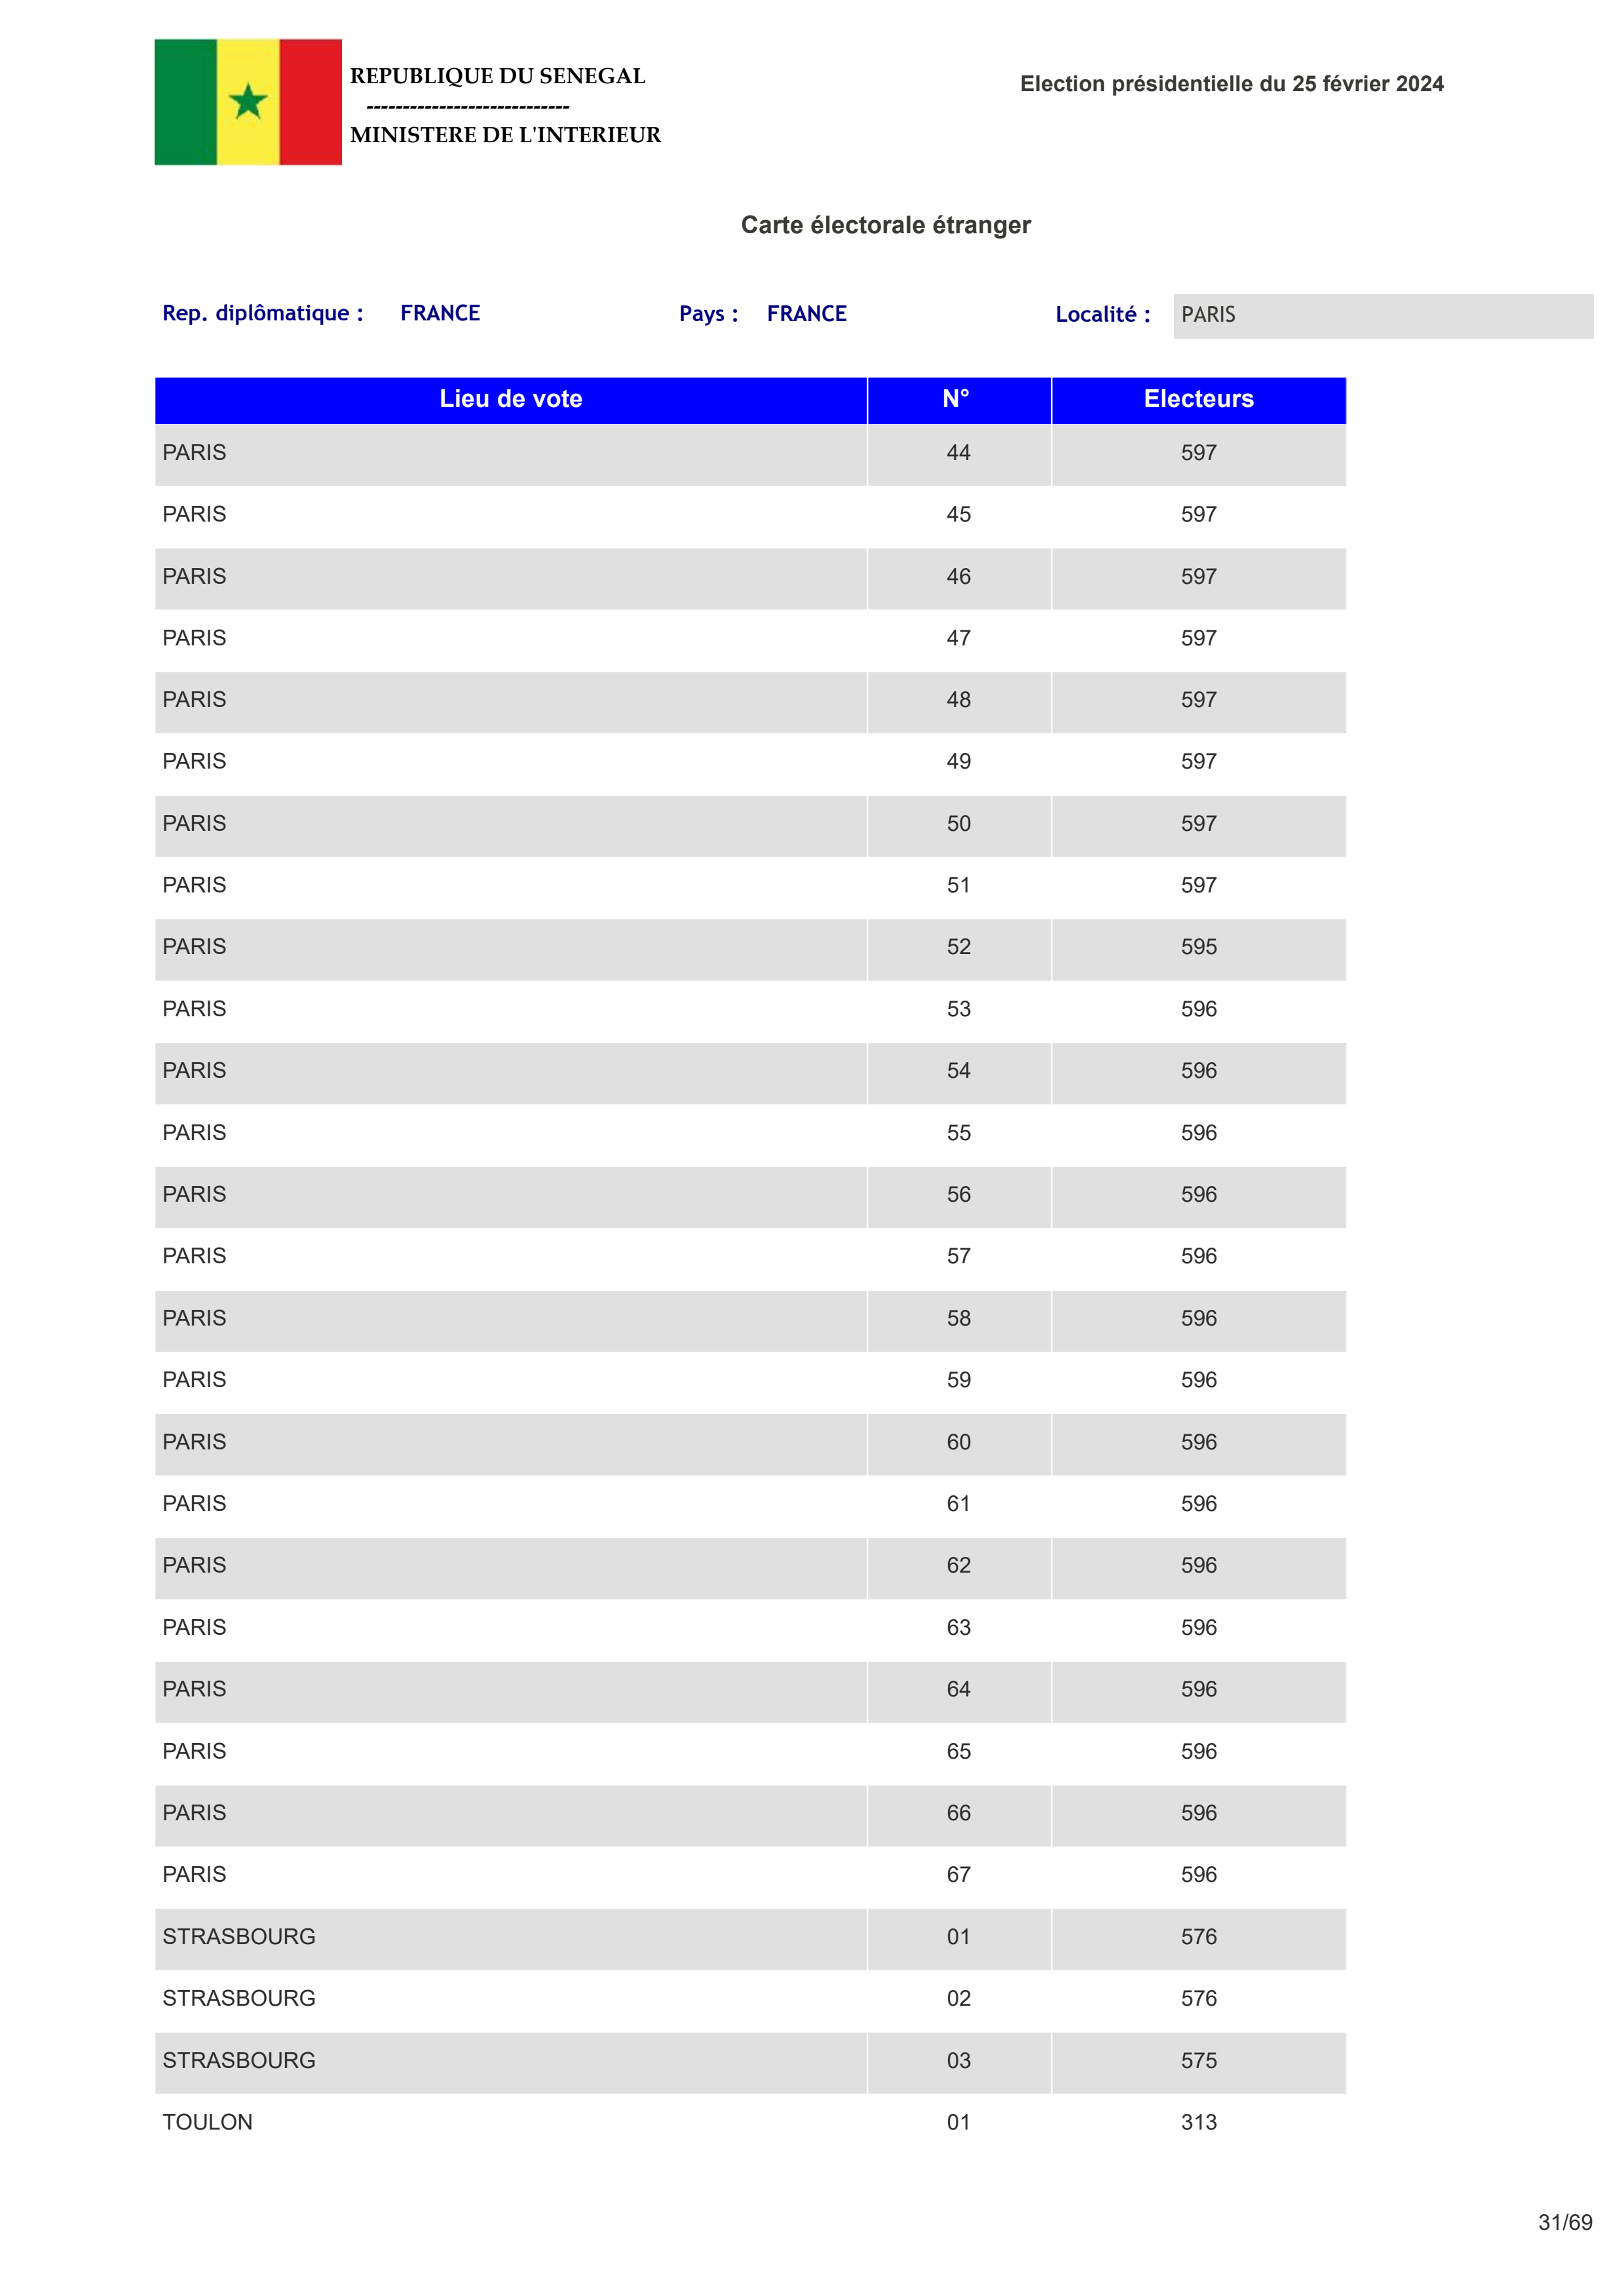 REPUBLIQUE DU SENEGAL
----------------------------
MINISTERE DE L'INTERIEUR
Election présidentielle du 25 février 2024
Carte électorale étranger
Rep. diplômatique : FRANCE Pays : FRANCE Localité : PARIS
Lieu de vote N° Electeurs
PARIS 44 597
PARIS 45 597
PARIS 46 597
PARIS 47 597
PARIS 48 597
PARIS 49 597
PARIS 50 597
PARIS 51 597
PARIS 52 595
PARIS 53 596
PARIS 54 596
PARIS 55 596
PARIS 56 596
PARIS 57 596
PARIS 58 596
PARIS 59 596
PARIS 60 596
PARIS 61 596
PARIS 62 596
PARIS 63 596
PARIS 64 596
PARIS 65 596
PARIS 66 596
PARIS 67 596
STRASBOURG 01 576
STRASBOURG 02 576
STRASBOURG 03 575
TOULON 01 313
31/69